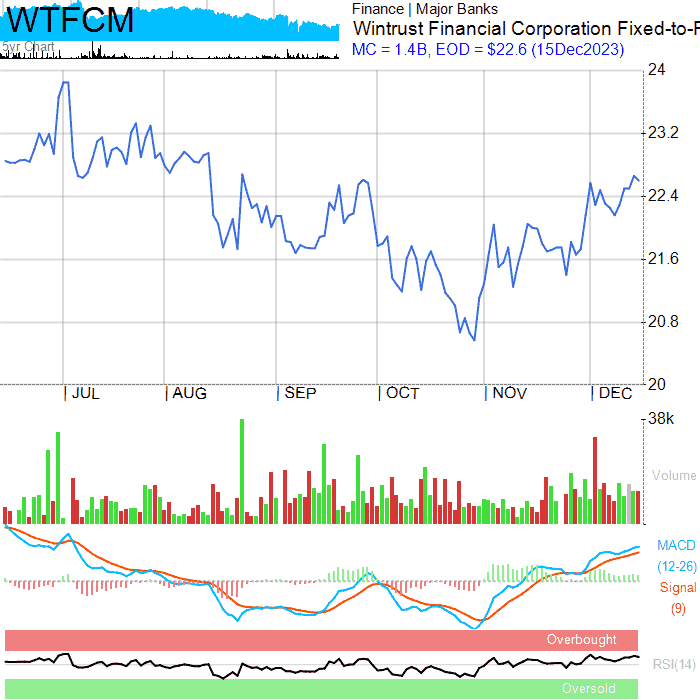 WTFCM
5yr Chart
Finance | Major Banks
Wintrust Financial Corporation Fixed-to-F
MC = 1.4B, EOD = $22.6 (15Dec2023)
24
23.2
22.4
21.6
20.8
20
JUL AUG SEP OCT NOV DEC
38k
Volume
MACD
(12-26)
Signal
(9)
Overbought
RSI(14)
Oversold